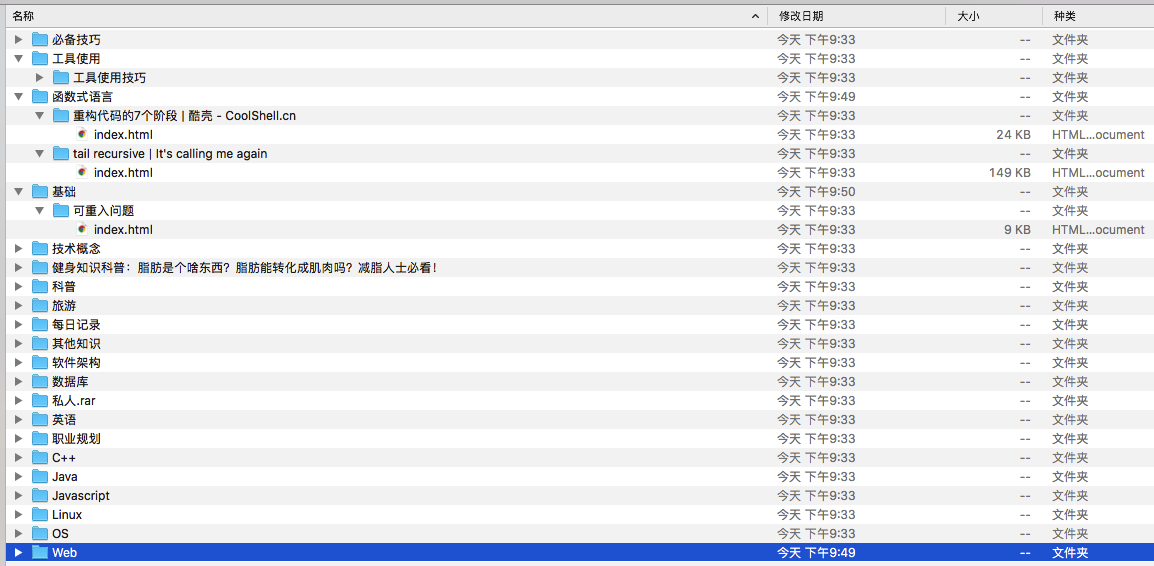 名称 修改日期 大小 种类
必备技巧 今天 下午9:33 -- 文件夹
工具使用 今天 下午9:33 -- 文件夹
工具使用技巧 今天 下午9:33 -- 文件夹
函数式语言 今天 下午9:49 -- 文件夹
重构代码的7个阶段 | 酷壳 - CoolShell.cn 今天 下午9:33 -- 文件夹
index.html 今天 下午9:33 24 KB HTML...ocument
tail recursive | It's calling me again 今天 下午9:33 -- 文件夹
index.html 今天 下午9:33 149 KB HTML...ocument
基础 今天 下午9:50 -- 文件夹
可重入问题 今天 下午9:33 -- 文件夹
index.html 今天 下午9:33 9 KB HTML...ocument
技术概念 今天 下午9:33 -- 文件夹
健身知识科普：脂肪是个啥东西？脂肪能转化成肌肉吗？减脂人士必看！ 今天 下午9:33 -- 文件夹
科普 今天 下午9:33 -- 文件夹
旅游 今天 下午9:33 -- 文件夹
每日记录 今天 下午9:33 -- 文件夹
其他知识 今天 下午9:33 -- 文件夹
软件架构 今天 下午9:33 -- 文件夹
数据库 今天 下午9:33 -- 文件夹
私人.rar 今天 下午9:33 -- 文件夹
英语 今天 下午9:33 -- 文件夹
职业规划 今天 下午9:33 -- 文件夹
C++ 今天 下午9:33 -- 文件夹
Java 今天 下午9:33 -- 文件夹
Javascript 今天 下午9:33 -- 文件夹
Linux 今天 下午9:33 -- 文件夹
OS 今天 下午9:33 -- 文件夹
Web 今天 下午9:49 -- 文件夹